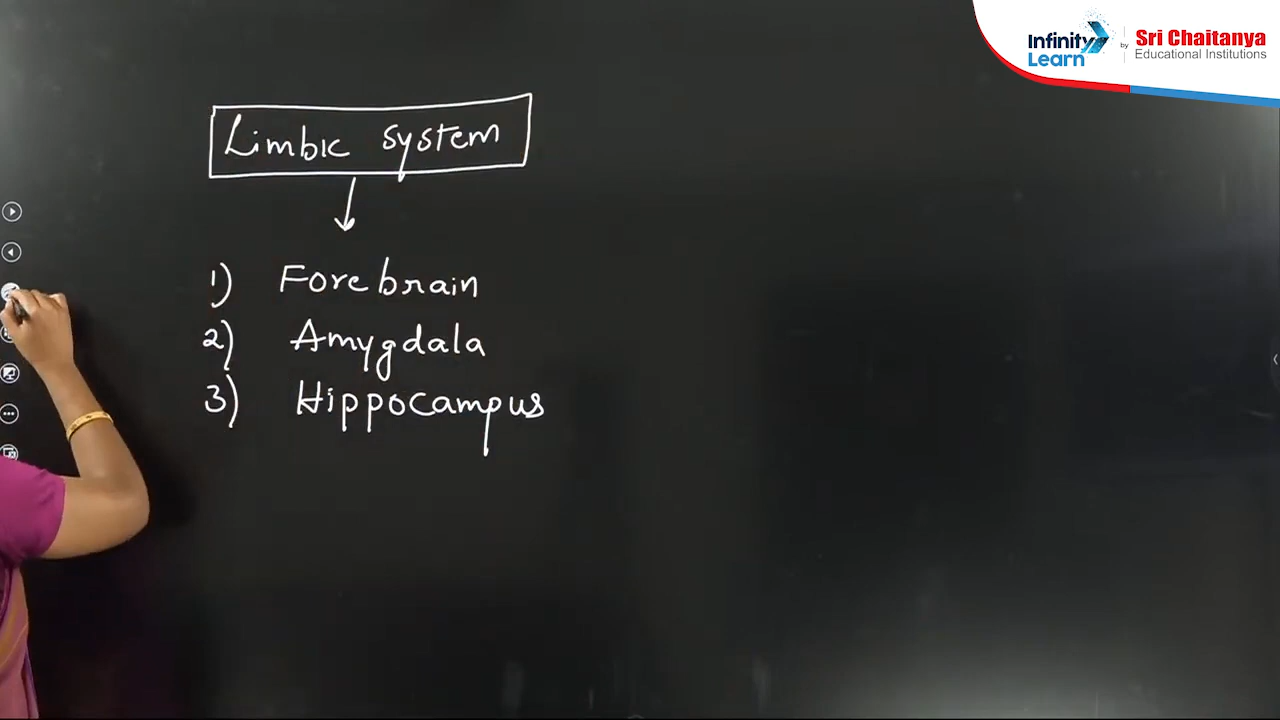 Infinity Learn by Sri Chaitanya Educational Institutions
Limbic system
1) Forebrain
2) Amygdala
3) Hippocampus